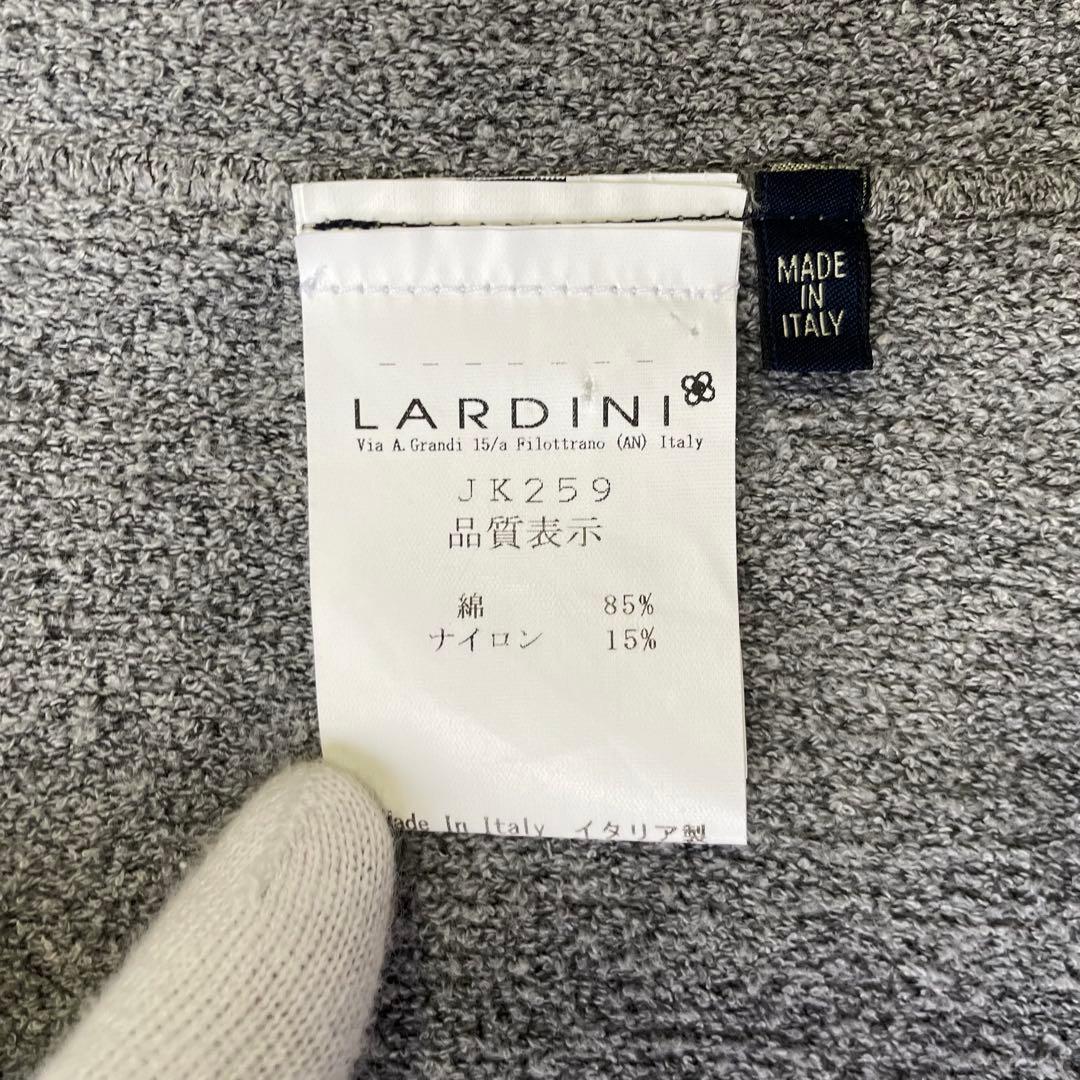 LARDINI
Via A.Grandi 15/a Filottrano (AN) Italy
JK259
品質表示
綿 85%
ナイロン 15%
Made In Italy イタリア製
MADE
IN
ITALY